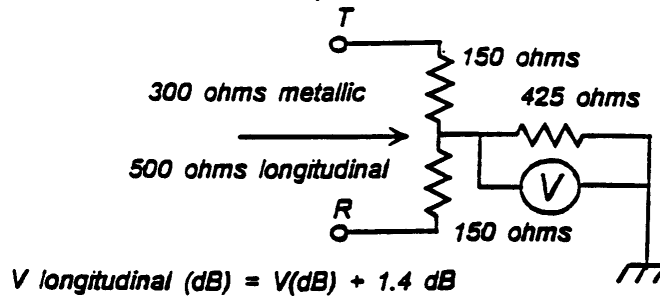 T
150 ohms
300 ohms metallic
425 ohms
500 ohms longitudinal
V
R
150 ohms
V longitudinal (dB) = V(dB) + 1.4 dB